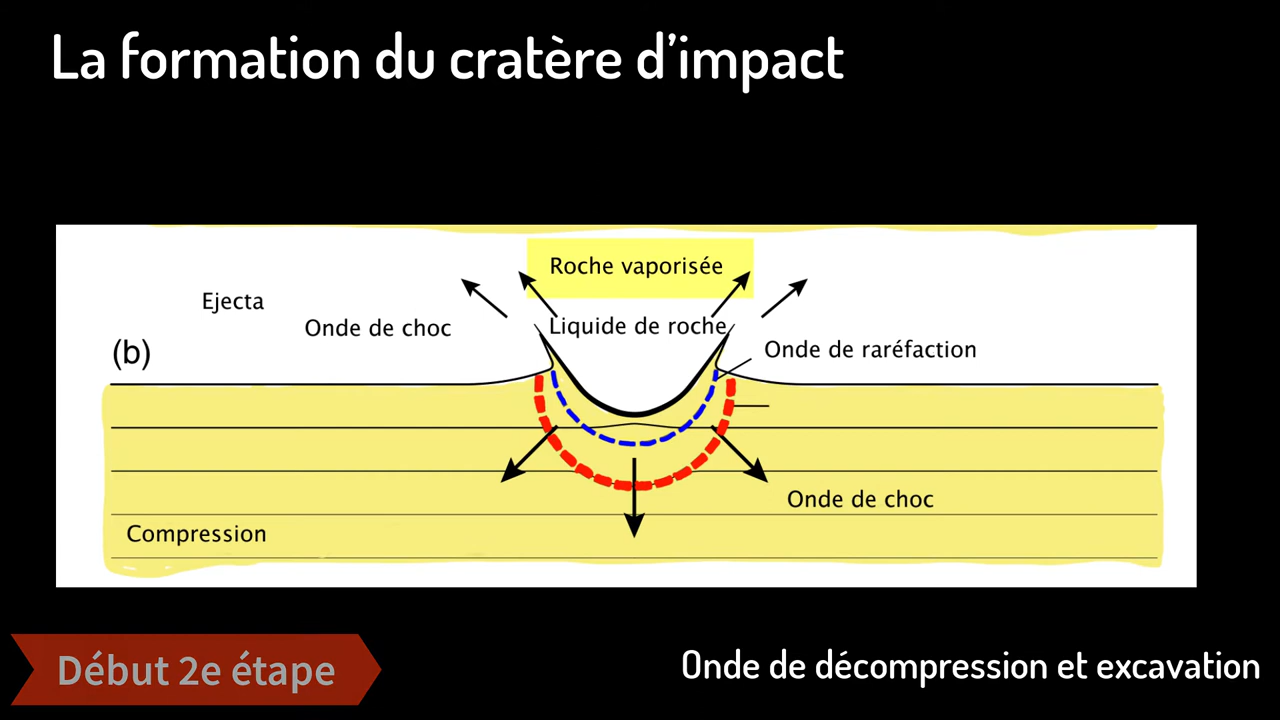 La formation du cratère d'impact
Roche vaporisée
Ejecta
Onde de choc
Liquide de roche
(b)
Onde de raréfaction
Onde de choc
Compression
Début 2e étape
Onde de décompression et excavation